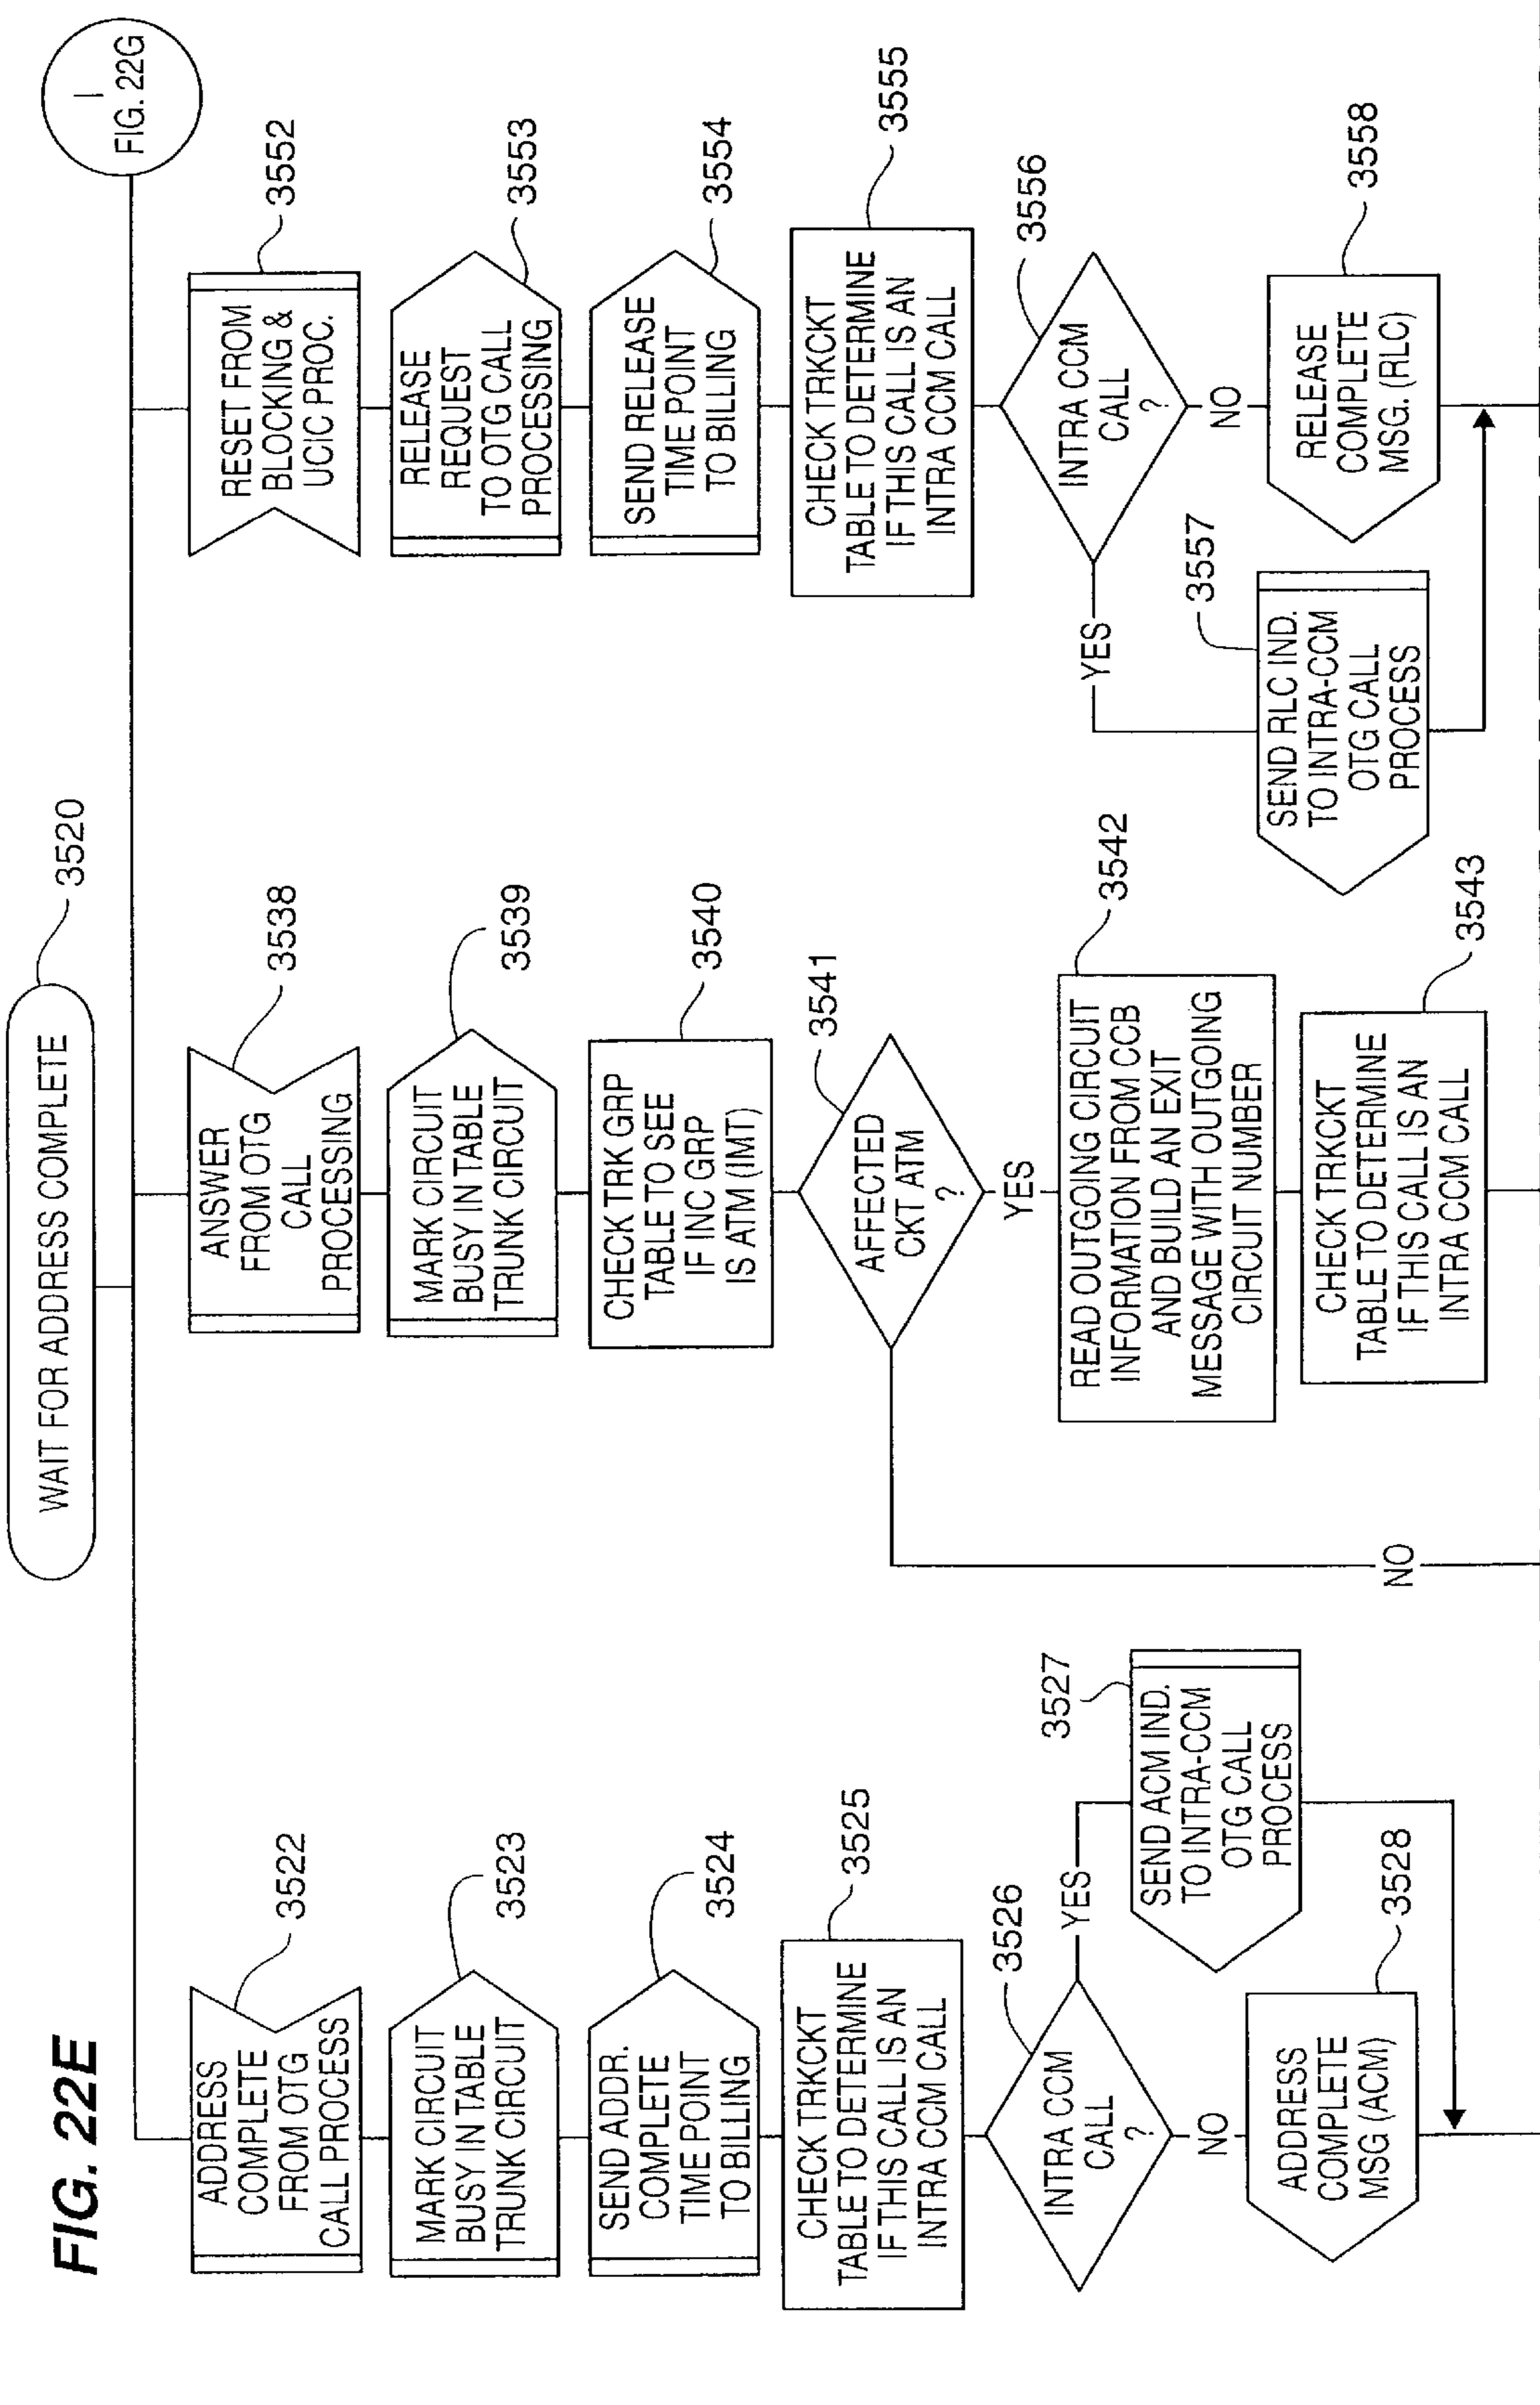 FIG. 22E
WAIT FOR ADDRESS COMPLETE
3520
I
FIG. 22G
ADDRESS
COMPLETE
FROM OTG
CALL PROCESS
3522
MARK CIRCUIT
BUSY IN TABLE
TRUNK CIRCUIT
3523
SEND ADDR.
COMPLETE
TIME POINT
TO BILLING
3524
CHECK TRKCKT
TABLE TO DETERMINE
IF THIS CALL IS AN
INTRA CCM CALL
3525
INTRA CCM
CALL
?
3526
YES
NO
SEND ACM IND.
TO INTRA-CCM
OTG CALL
PROCESS
3527
ADDRESS
COMPLETE
MSG (ACM)
3528
ANSWER
FROM OTG
CALL
PROCESSING
3538
MARK CIRCUIT
BUSY IN TABLE
TRUNK CIRCUIT
3539
CHECK TRK GRP
TABLE TO SEE
IF INC GRP
IS ATM (IMT)
3540
AFFECTED
CKT ATM
?
3541
YES
NO
READ OUTGOING CIRCUIT
INFORMATION FROM CCB
AND BUILD AN EXIT
MESSAGE WITH OUTGOING
CIRCUIT NUMBER
3542
CHECK TRKCKT
TABLE TO DETERMINE
IF THIS CALL IS AN
INTRA CCM CALL
3543
RESET FROM
BLOCKING &
UCIC PROC.
3552
RELEASE
REQUEST
TO OTG CALL
PROCESSING
3553
SEND RELEASE
TIME POINT
TO BILLING
3554
CHECK TRKCKT
TABLE TO DETERMINE
IF THIS CALL IS AN
INTRA CCM CALL
3555
INTRA CCM
CALL
?
3556
YES
NO
SEND RLC IND.
TO INTRA-CCM
OTG CALL
PROCESS
3557
RELEASE
COMPLETE
MSG. (RLC)
3558